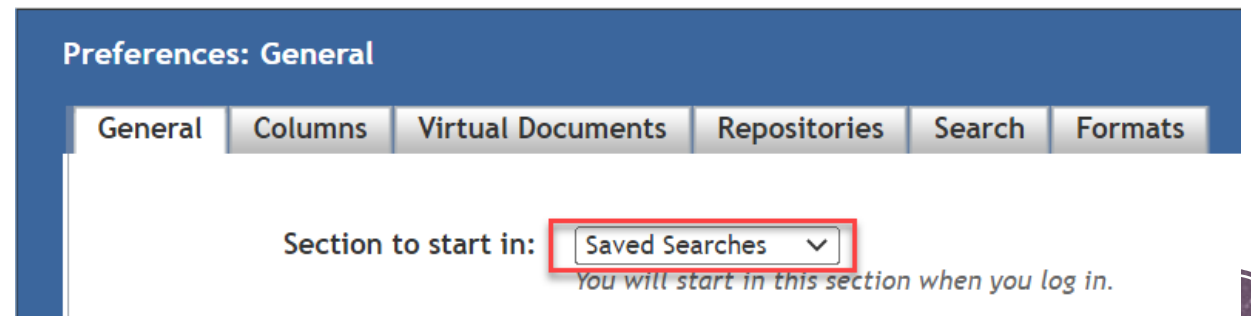 Preferences: General
General Columns Virtual Documents Repositories Search Formats
Section to start in: Saved Searches
You will start in this section when you log in.